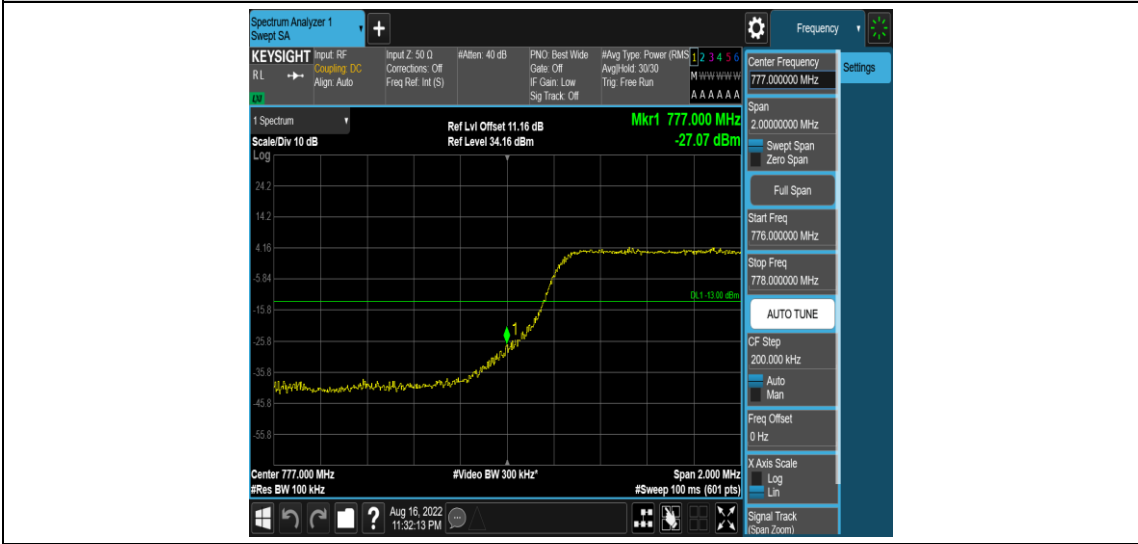 Spectrum Analyzer 1
Swept SA
+
Frequency
KEYSIGHT
RL
Input: RF
Coupling: DC
Align: Auto
Input Z: 50 Ω
Corrections: Off
Freq Ref: Int (S)
#Atten: 40 dB
PNO: Best Wide
Gate: Off
IF Gain: Low
Sig Track: Off
#Avg Type: Power (RMS
Avg|Hold: 30/30
Trig: Free Run
1 2 3 4 5 6
M W W W W W
A A A A A A
1 Spectrum
Scale/Div 10 dB
Log
Ref Lvl Offset 11.16 dB
Ref Level 34.16 dBm
Mkr1 777.000 MHz
-27.07 dBm
24.2
14.2
4.16
-5.84
-15.8
-25.8
-35.8
-45.8
-55.8
DL1 -13.00 dBm
1
Center 777.000 MHz
#Res BW 100 kHz
#Video BW 300 kHz*
Span 2.000 MHz
#Sweep 100 ms (601 pts)
Center Frequency
777.000000 MHz
Settings
Span
2.00000000 MHz
Swept Span
Zero Span
Full Span
Start Freq
776.000000 MHz
Stop Freq
778.000000 MHz
AUTO TUNE
CF Step
200.000 kHz
Auto
Man
Freq Offset
0 Hz
X Axis Scale
Log
Lin
Signal Track
(Span Zoom)
?
Aug 16, 2022
11:32:13 PM